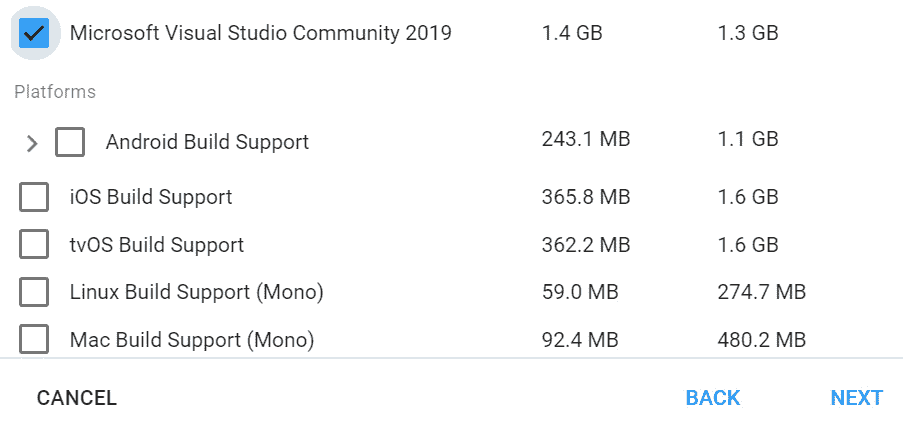 Microsoft Visual Studio Community 2019 1.4 GB 1.3 GB
Platforms
Android Build Support 243.1 MB 1.1 GB
iOS Build Support 365.8 MB 1.6 GB
tvOS Build Support 362.2 MB 1.6 GB
Linux Build Support (Mono) 59.0 MB 274.7 MB
Mac Build Support (Mono) 92.4 MB 480.2 MB
CANCEL BACK NEXT